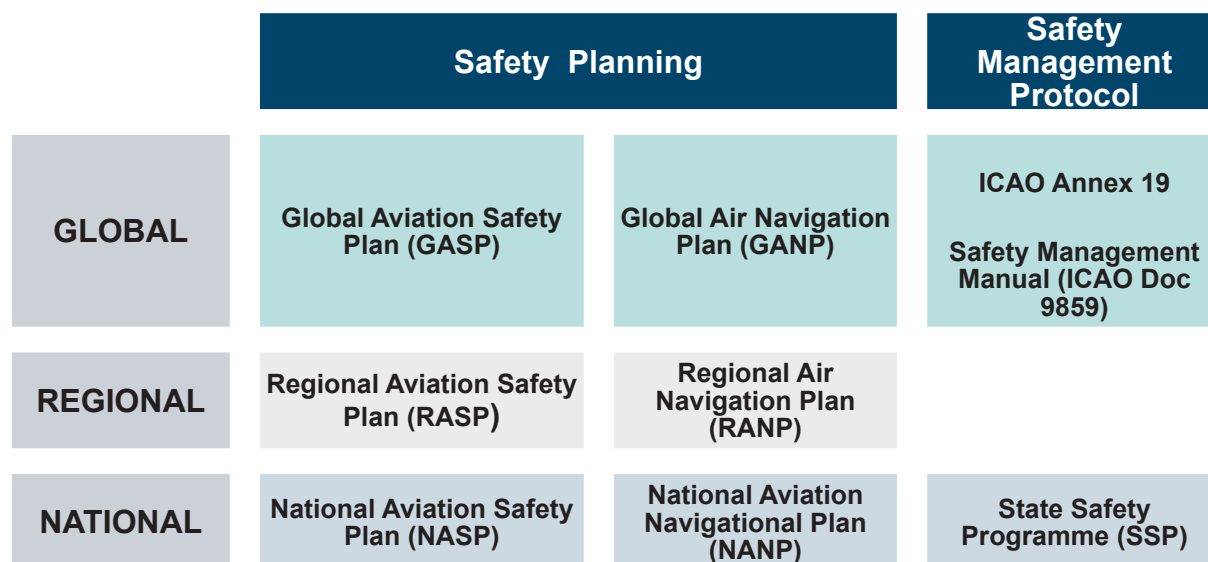 Safety Planning
Safety
Management
Protocol
GLOBAL
Global Aviation Safety
Plan (GASP)
Global Air Navigation
Plan (GANP)
ICAO Annex 19
Safety Management
Manual (ICAO Doc
9859)
REGIONAL
Regional Aviation Safety
Plan (RASP)
Regional Air
Navigation Plan
(RANP)
NATIONAL
National Aviation Safety
Plan (NASP)
National Aviation
Navigational Plan
(NANP)
State Safety
Programme (SSP)